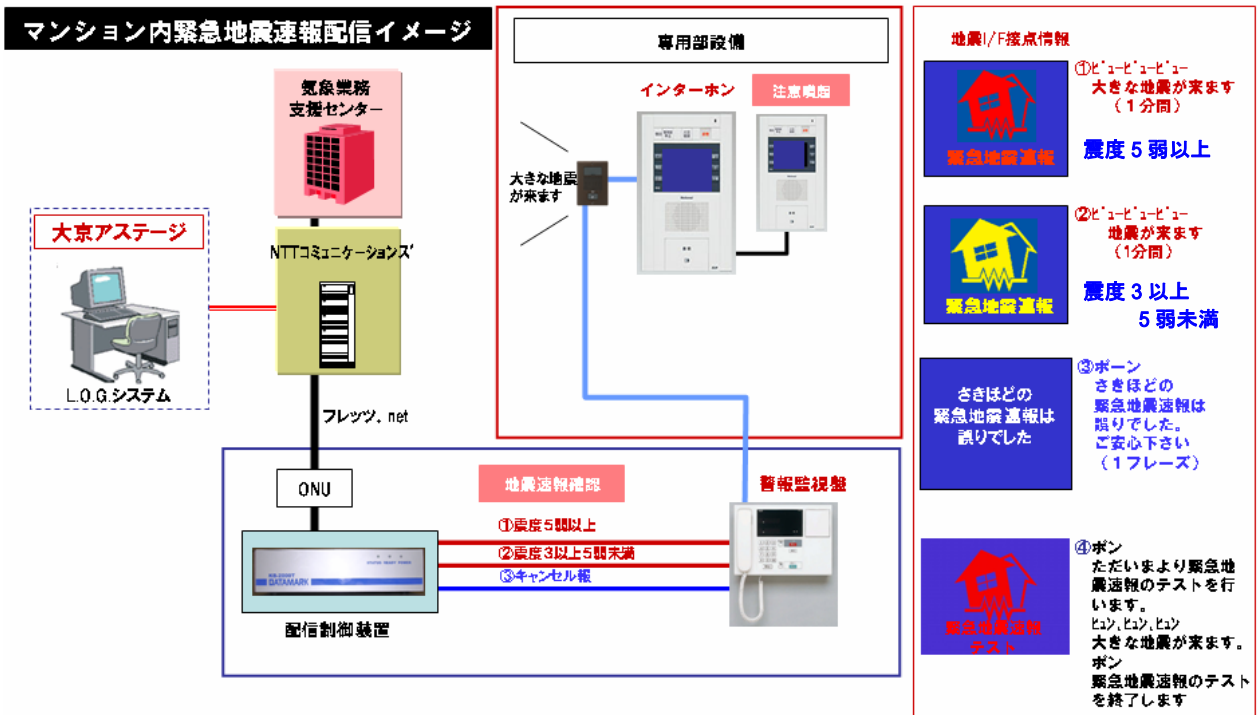 マンション内緊急地震速報配信イメージ
気象業務
支援センター
大京アステージ
L.O.G.システム
NTTコミュニケーションズ
フレッツ．net
ONU
配信制御装置
DATAMARK
地震速報確認
①震度5弱以上
②震度3以上5弱未満
③キャンセル報
警報監視盤
専用部設備
インターホン
注意喚起
大きな地震
が来ます
地震I/F接点情報
緊急地震速報
①ﾋﾟｭｰﾋﾟｭｰﾋﾟｭｰ
大きな地震が来ます
（１分間）
震度５弱以上
緊急地震速報
②ﾋﾟｭｰﾋﾟｭｰﾋﾟｭｰ
地震が来ます
（1分間）
震度３以上
５弱未満
さきほどの
緊急地震速報は
誤りでした
③ポーン
さきほどの
緊急地震速報は
誤りでした。
ご安心下さい
（１フレーズ）
緊急地震速報
テスト
④ポン
ただいまより緊急地
震速報のテストを行
います。
ﾋｭﾝ､ﾋｭﾝ､ﾋｭﾝ
大きな地震が来ます。
ポン
緊急地震速報のテスト
を終了します